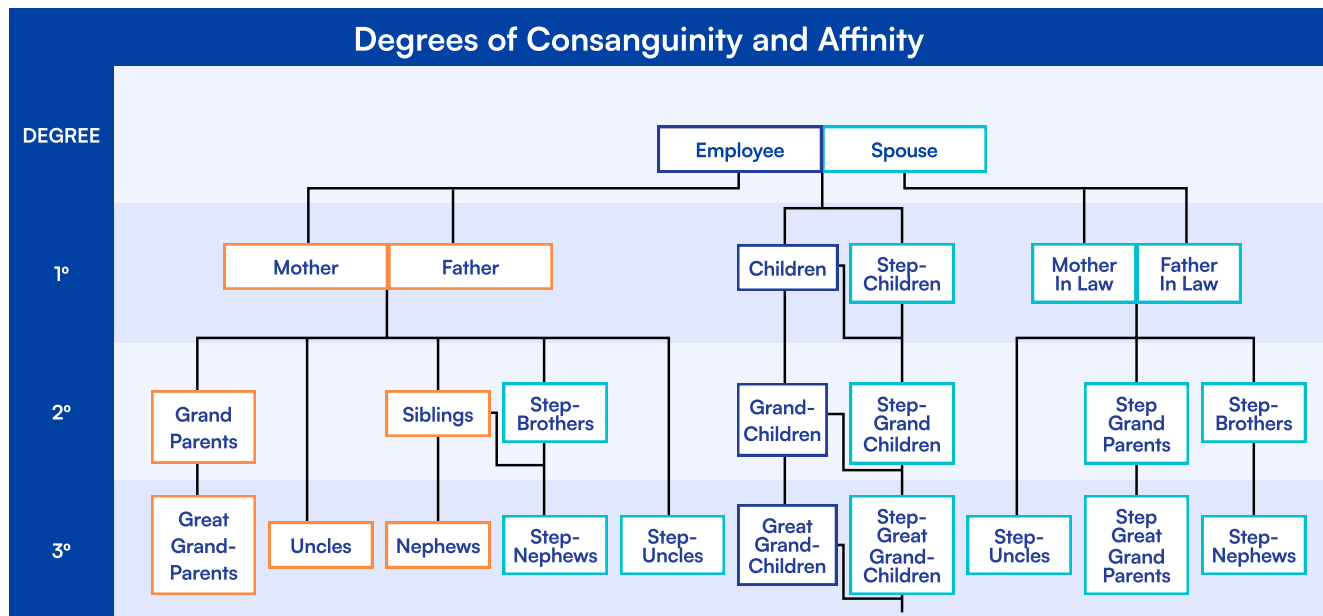 Degrees of Consanguinity and Affinity
DEGREE
Employee
Spouse
1º
Mother
Father
Children
Step-
Children
Mother
In Law
Father
In Law
2º
Grand
Parents
Siblings
Step-
Brothers
Grand-
Children
Step-
Grand
Children
Step
Grand
Parents
Step-
Brothers
3º
Great
Grand-
Parents
Uncles
Nephews
Step-
Nephews
Step-
Uncles
Great
Grand-
Children
Step-
Great
Grand-
Children
Step-
Uncles
Step
Great
Grand
Parents
Step-
Nephews